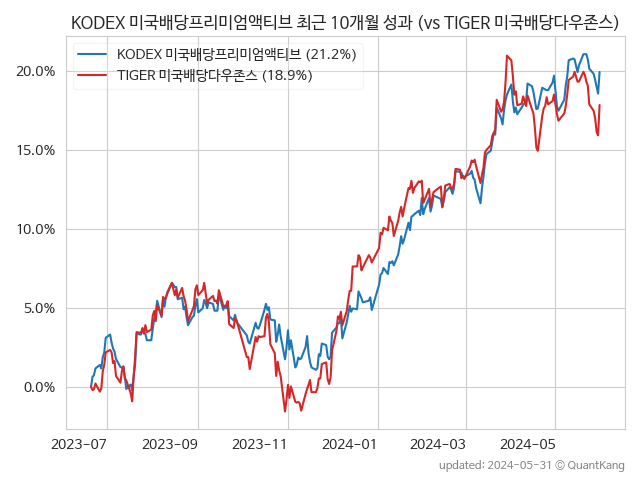 KODEX 미국배당프리미엄액티브 최근 10개월 성과 (vs TIGER 미국배당다우존스)
KODEX 미국배당프리미엄액티브 (21.2%)
TIGER 미국배당다우존스 (18.9%)
20.0%
15.0%
10.0%
5.0%
0.0%
2023-07 2023-09 2023-11 2024-01 2024-03 2024-05
updated: 2024-05-31 © QuantKang